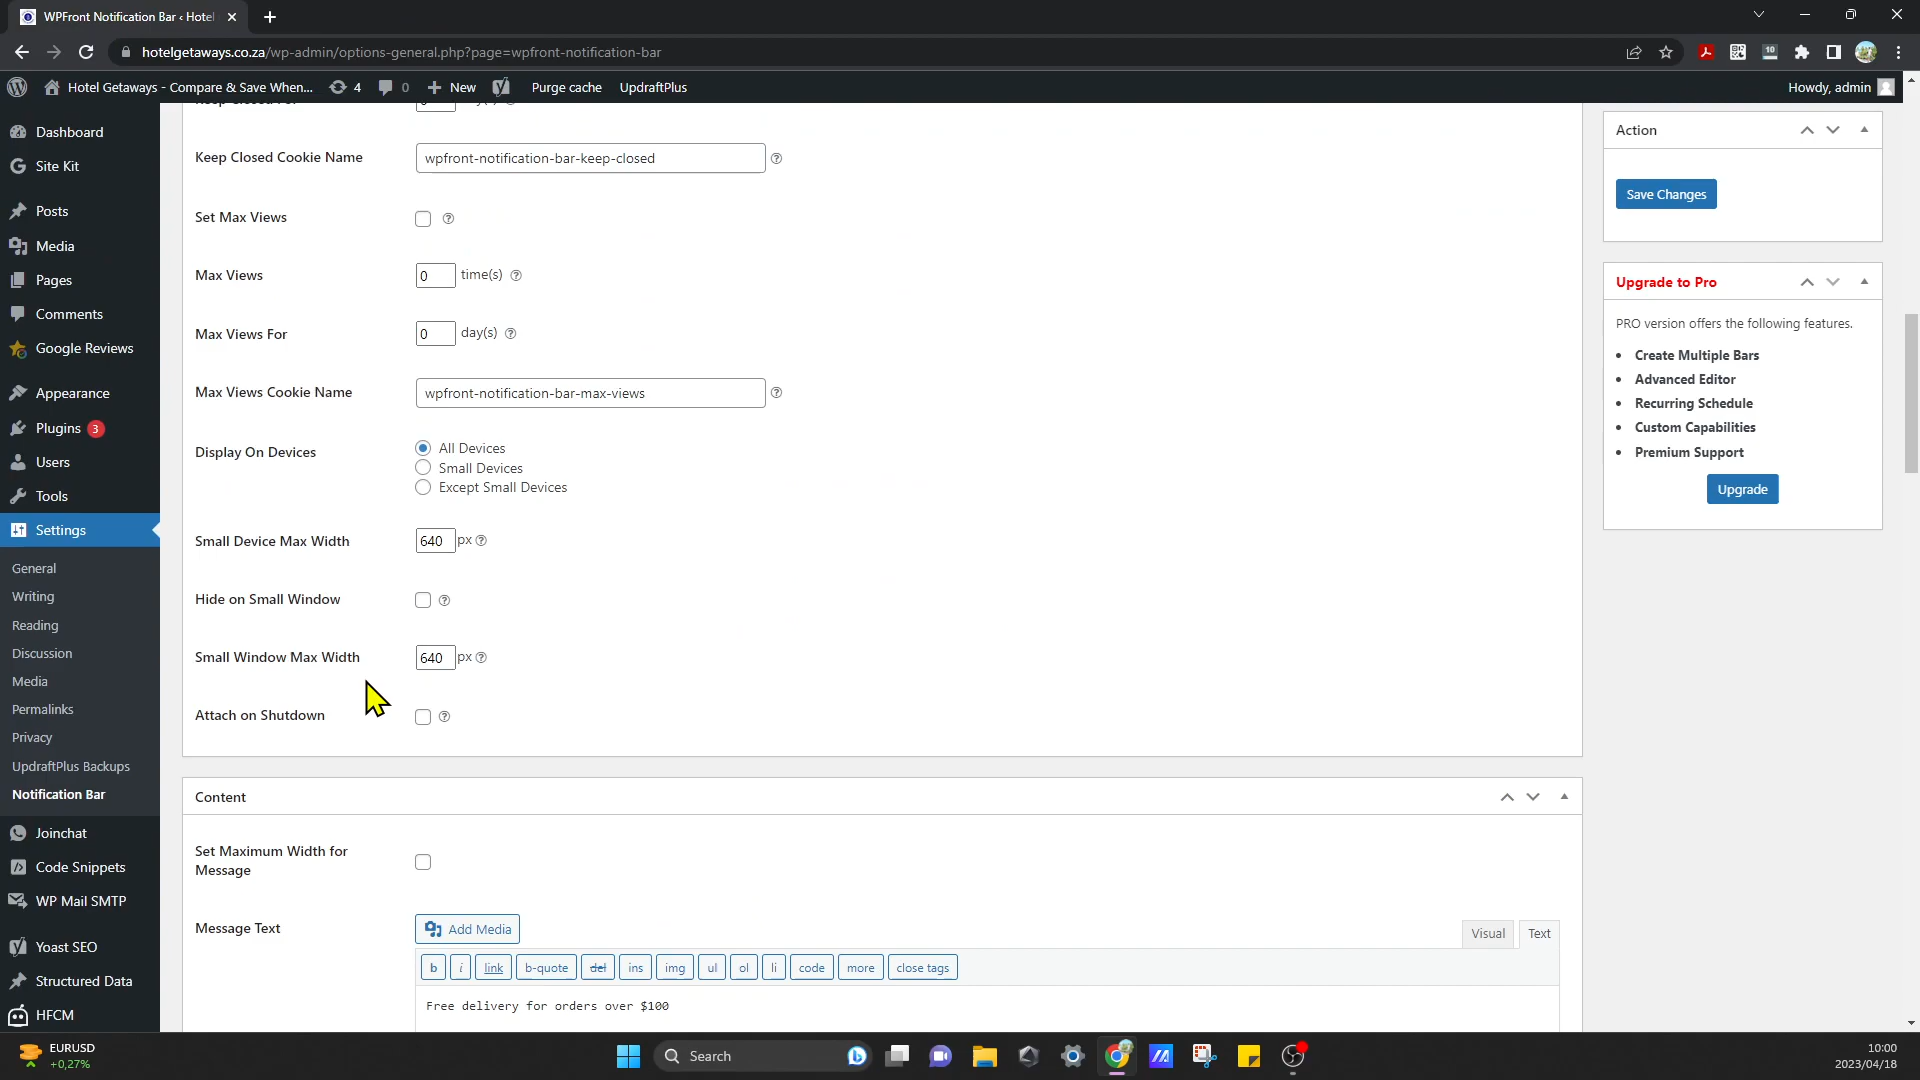 WPFront Notification Bar ‹ Hotel
hotelgetaways.co.za/wp-admin/options-general.php?page=wpfront-notification-bar
10
Hotel Getaways - Compare & Save When...
4
0
New
Purge cache
UpdraftPlus
Howdy, admin
Dashboard
Site Kit
Posts
Media
Pages
Comments
Google Reviews
Appearance
Plugins 3
Users
Tools
Settings
General
Writing
Reading
Discussion
Media
Permalinks
Privacy
UpdraftPlus Backups
Notification Bar
Joinchat
Code Snippets
WP Mail SMTP
Yoast SEO
Structured Data
HFCM
Keep Closed Cookie Name wpfront-notification-bar-keep-closed
Set Max Views
Max Views 0 time(s)
Max Views For 0 day(s)
Max Views Cookie Name wpfront-notification-bar-max-views
Display On Devices All Devices
Small Devices
Except Small Devices
Small Device Max Width 640 px
Hide on Small Window
Small Window Max Width 640 px
Attach on Shutdown
Content
Set Maximum Width for
Message
Message Text Add Media
Visual Text
b i link b-quote del ins img ul ol li code more close tags
Free delivery for orders over $100
Action
Save Changes
Upgrade to Pro
PRO version offers the following features.
Create Multiple Bars
Advanced Editor
Recurring Schedule
Custom Capabilities
Premium Support
Upgrade
EURUSD
+0,27%
Search
10:00
2023/04/18